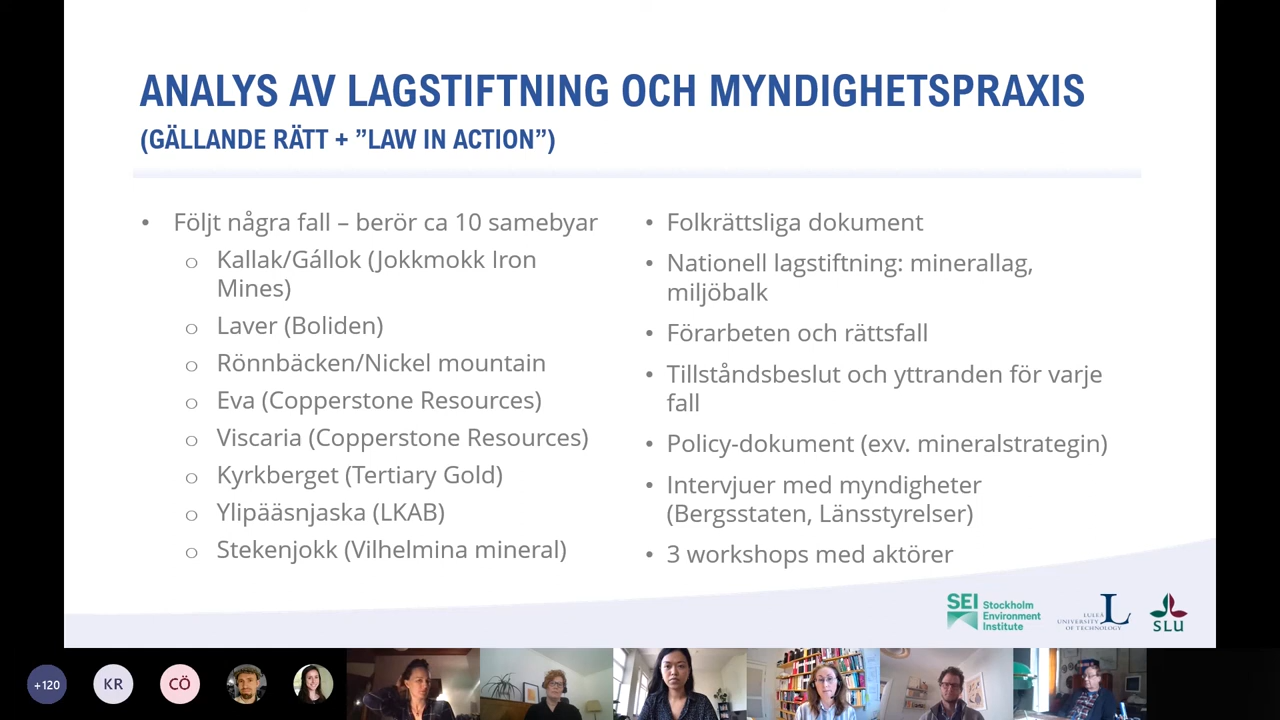 ANALYS AV LAGSTIFTNING OCH MYNDIGHETSPRAXIS
(GÄLLANDE RÄTT + ”LAW IN ACTION”)
• Följt några fall – berör ca 10 samebyar
o Kallak/Gállok (Jokkmokk Iron
Mines)
o Laver (Boliden)
o Rönnbäcken/Nickel mountain
o Eva (Copperstone Resources)
o Viscaria (Copperstone Resources)
o Kyrkberget (Tertiary Gold)
o Ylipääsnjaska (LKAB)
o Stekenjokk (Vilhelmina mineral)
• Folkrättsliga dokument
• Nationell lagstiftning: minerallag,
miljöbalk
• Förarbeten och rättsfall
• Tillståndsbeslut och yttranden för varje
fall
• Policy-dokument (exv. mineralstrategin)
• Intervjuer med myndigheter
(Bergsstaten, Länsstyrelser)
• 3 workshops med aktörer
SEI Stockholm
Environment
Institute
L
LULEÅ
UNIVERSITY
OF TECHNOLOGY
SLU
+120
KR
CÖ